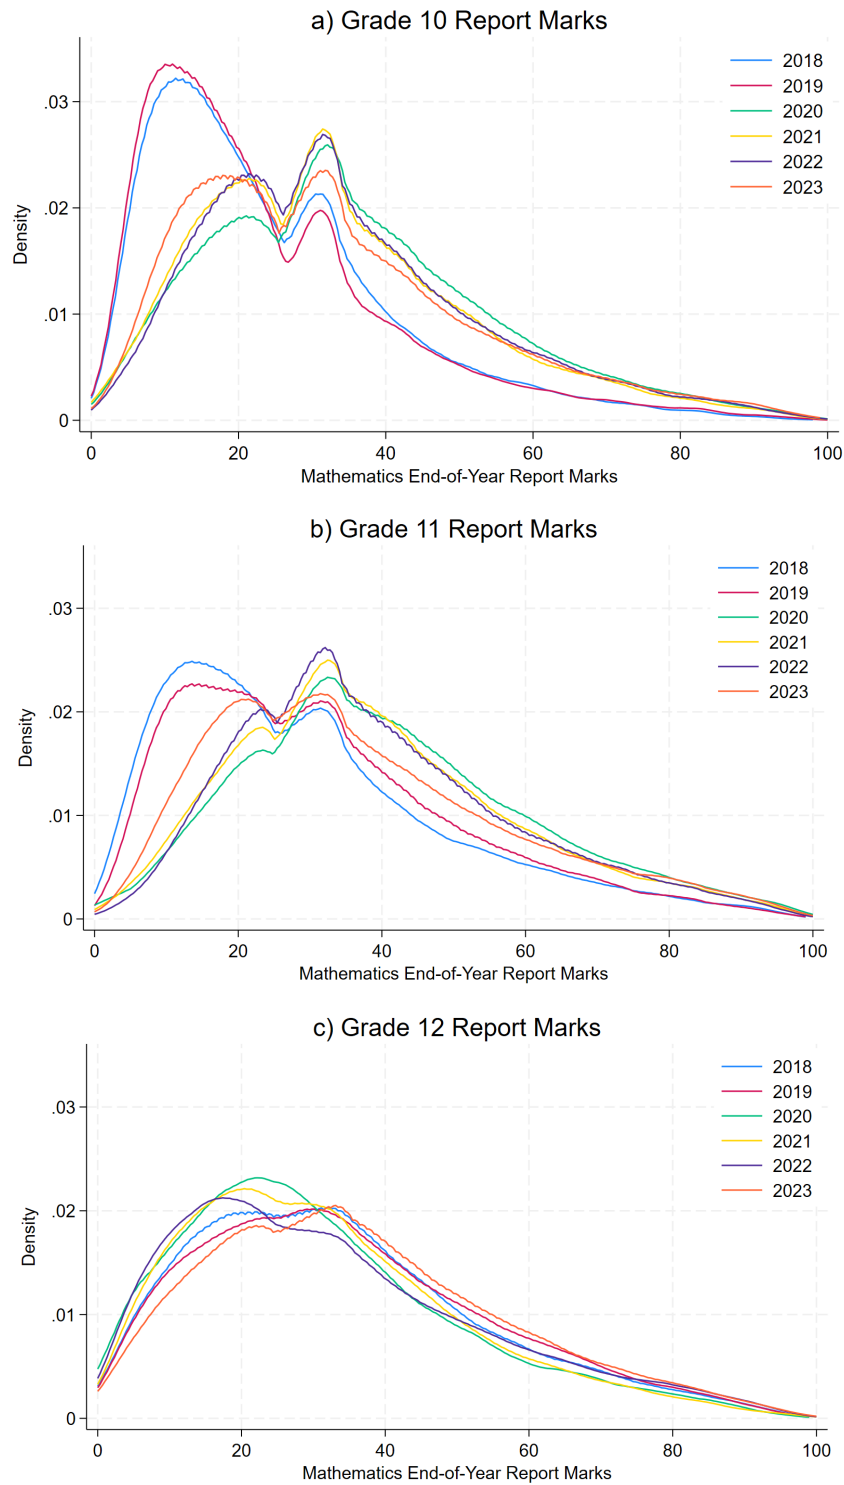 a) Grade 10 Report Marks
2018
2019
2020
2021
2022
2023
Density
.03
.02
.01
0
0 20 40 60 80 100
Mathematics End-of-Year Report Marks
b) Grade 11 Report Marks
2018
2019
2020
2021
2022
2023
Density
.03
.02
.01
0
0 20 40 60 80 100
Mathematics End-of-Year Report Marks
c) Grade 12 Report Marks
2018
2019
2020
2021
2022
2023
Density
.03
.02
.01
0
0 20 40 60 80 100
Mathematics End-of-Year Report Marks